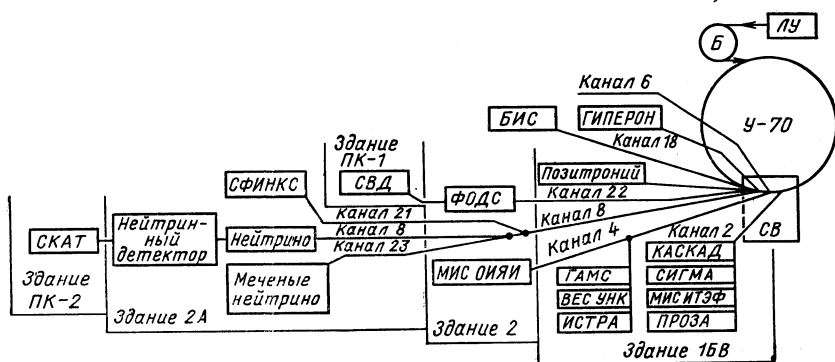 ЛУ
Б
Канал 6
У-70
БИС
ГИПЕРОН
Канал 18
Здание
ПК-1
Позитроний
СФИНКС
СВД
ФОДС
Канал 22
Канал 21
Канал 8
СКАТ
Нейтрин-
ный
детектор
Нейтрино
Канал 8
Канал 23
Канал 4
Канал 2
СВ
Меченые
нейтрино
МИС ОИЯИ
ГАМС
КАСКАД
ВЕС УНК
СИГМА
ИСТРА
МИС ИТЭФ
ПРОЗА
Здание
ПК-2
Здание 2А
Здание 2
Здание 1БВ